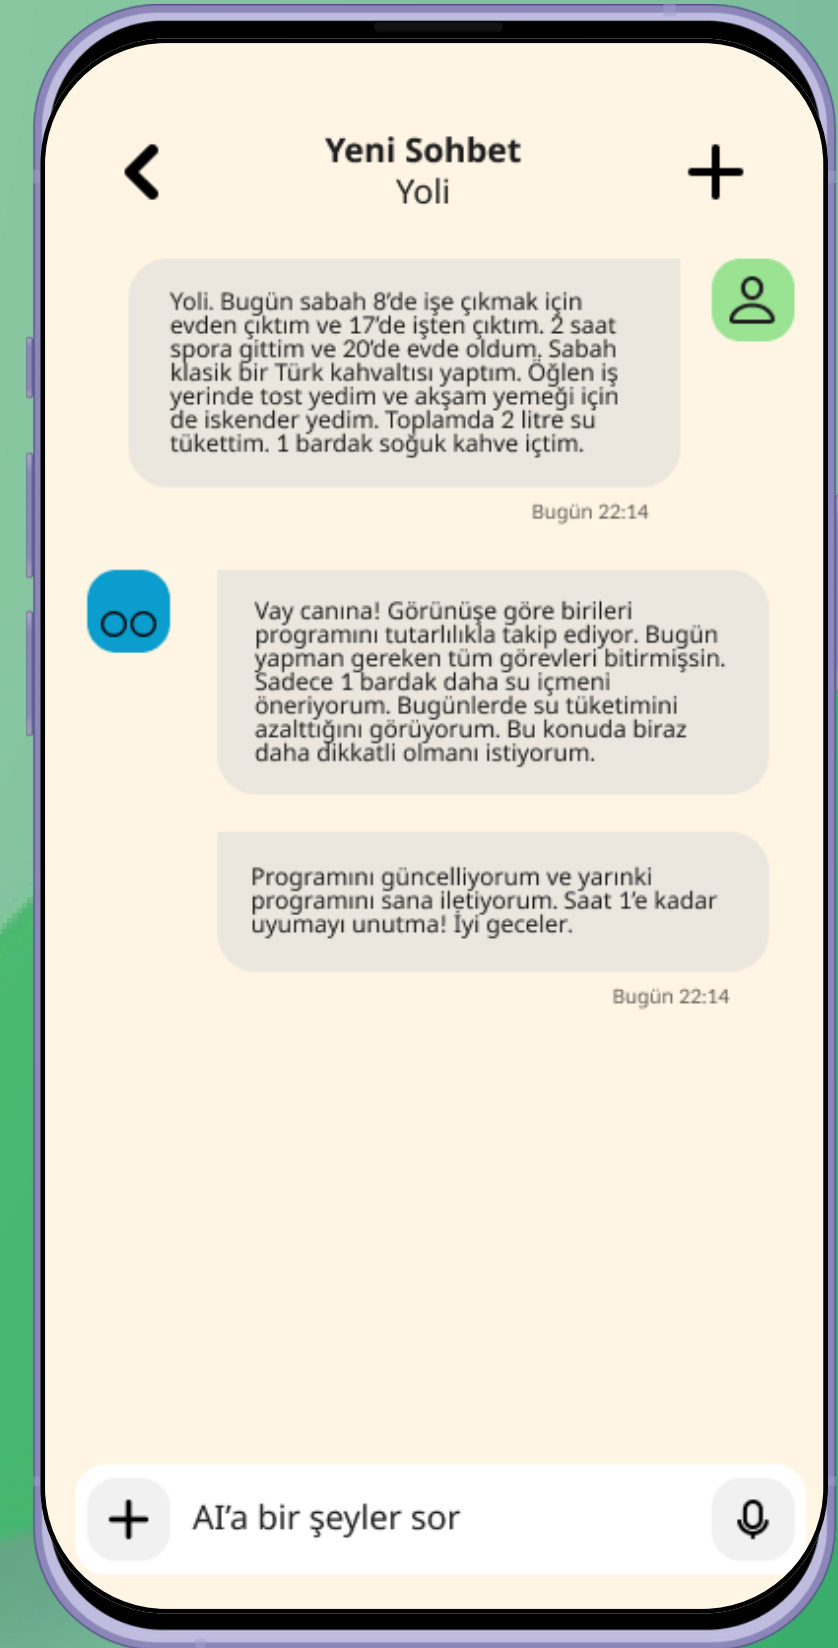 Yeni Sohbet
Yoli
Yoli. Bugün sabah 8’de işe çıkmak için
evden çıktım ve 17’de işten çıktım. 2 saat
spora gittim ve 20’de evde oldum. Sabah
klasik bir Türk kahvaltısı yaptım. Öğlen iş
yerinde tost yedim ve akşam yemeği için
de iskender yedim. Toplamda 2 litre su
tükettim. 1 bardak soğuk kahve içtim.
Bugün 22:14
Vay canına! Görünüşe göre birileri
programını tutarlılıkla takip ediyor. Bugün
yapman gereken tüm görevleri bitirmişsin.
Sadece 1 bardak daha su içmeni
öneriyorum. Bugünlerde su tüketimini
azalttığını görüyorum. Bu konuda biraz
daha dikkatli olmanı istiyorum.
Programını güncelliyorum ve yarınki
programını sana iletiyorum. Saat 1’e kadar
uyumayı unutma! İyi geceler.
Bugün 22:14
AI’a bir şeyler sor